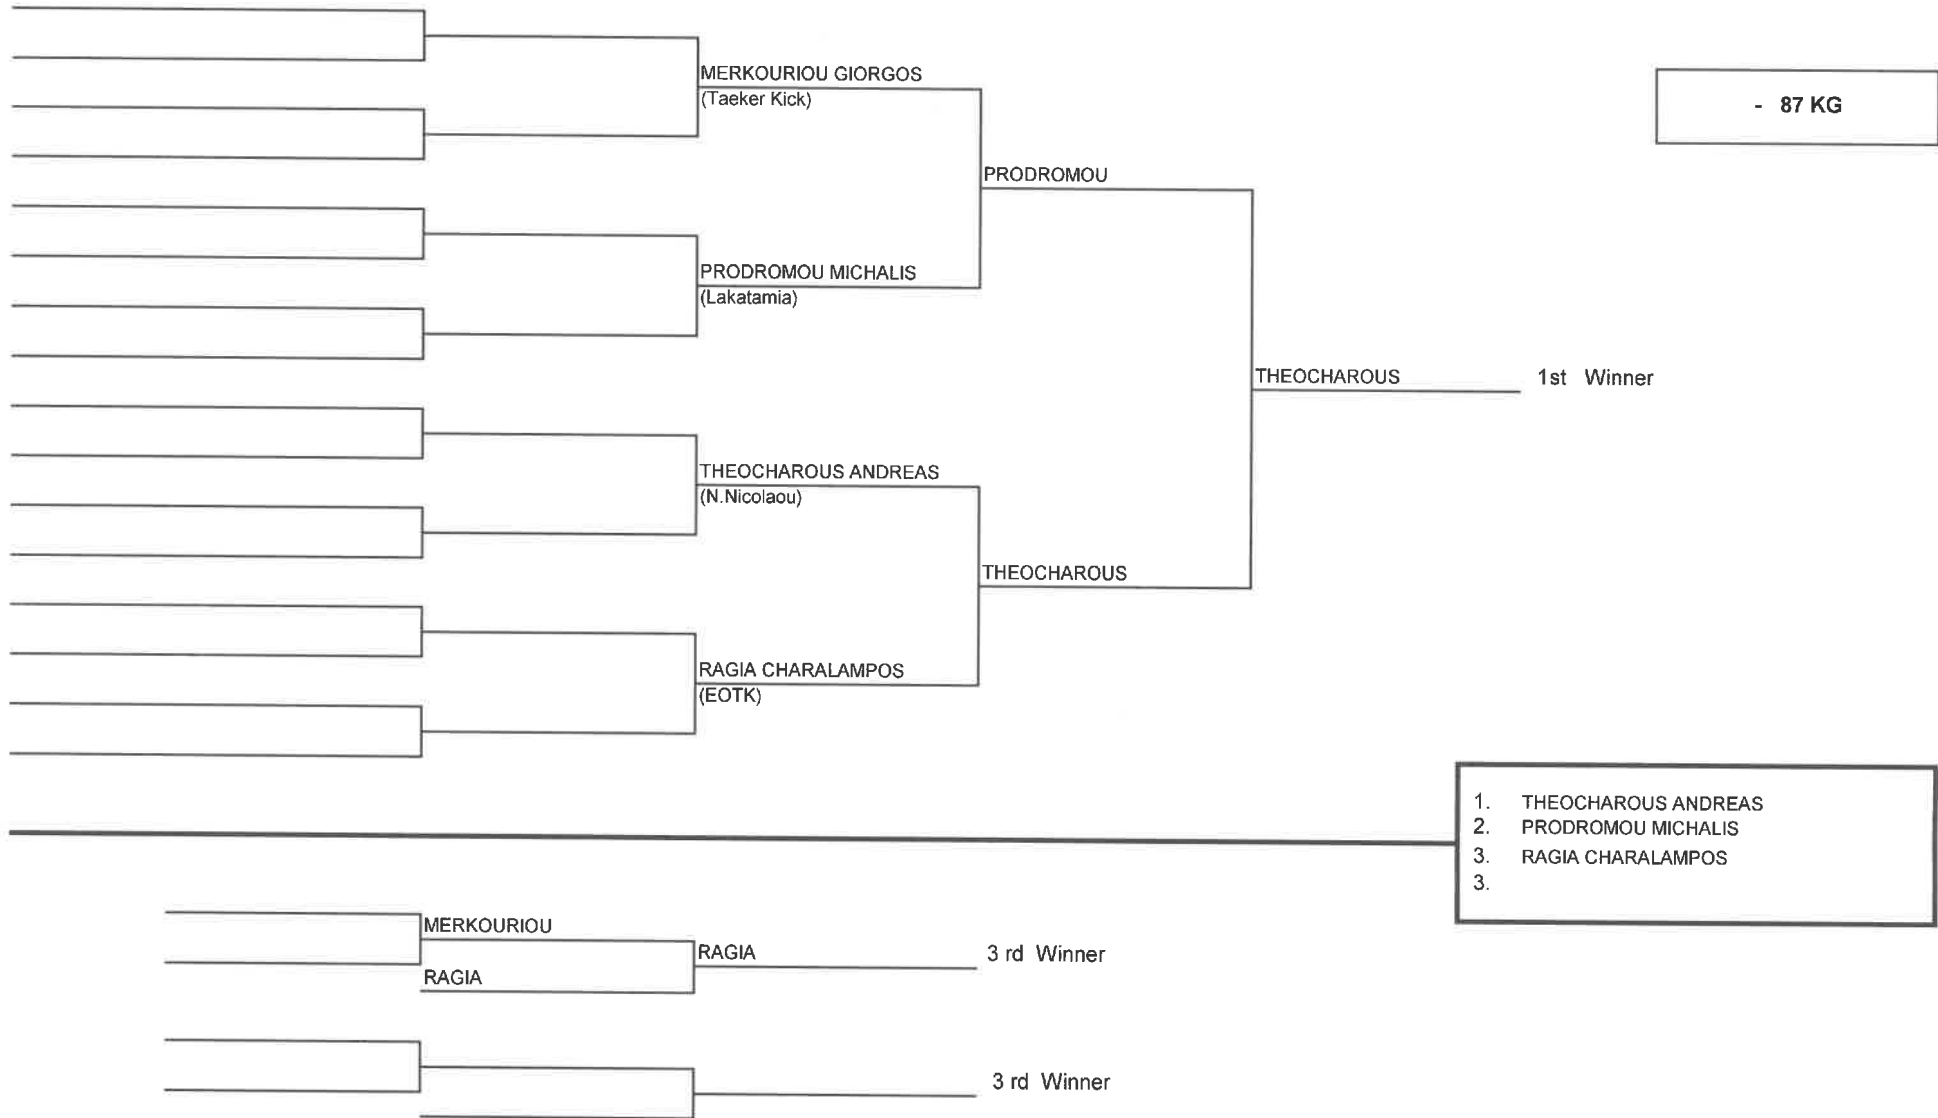 MERKOURIOU GIORGOS
(Taeker Kick)
- 87 KG
PRODROMOU
PRODROMOU MICHALIS
(Lakatamia)
THEOCHAROUS
1st Winner
THEOCHAROUS ANDREAS
(N.Nicolaou)
THEOCHAROUS
RAGIA CHARALAMPOS
(EOTK)
1. THEOCHAROUS ANDREAS
2. PRODROMOU MICHALIS
3. RAGIA CHARALAMPOS
3.
MERKOURIOU
RAGIA
3 rd Winner
RAGIA
3 rd Winner